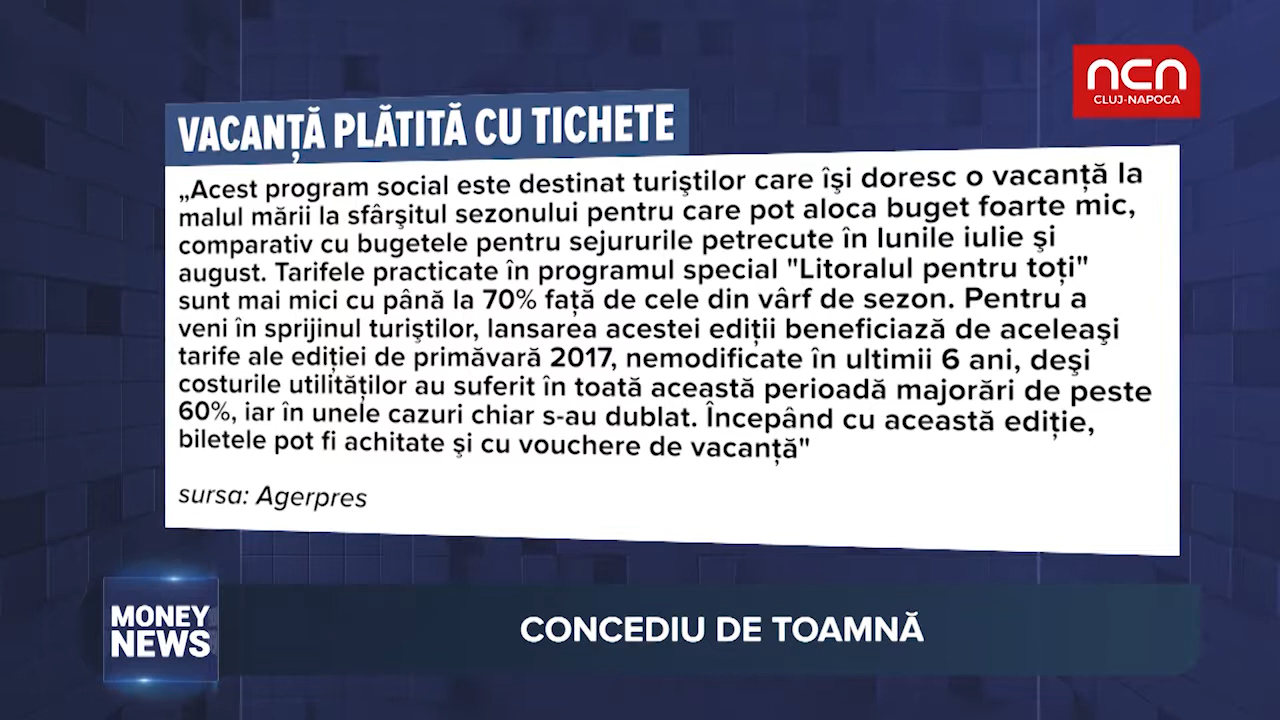 ncn
CLUJ-NAPOCA
VACANȚĂ PLĂTITĂ CU TICHETE
„Acest program social este destinat turiştilor care îşi doresc o vacanță la
malul mării la sfârşitul sezonului pentru care pot aloca buget foarte mic,
comparativ cu bugetele pentru sejururile petrecute în lunile iulie şi
august. Tarifele practicate în programul special "Litoralul pentru toți"
sunt mai mici cu până la 70% față de cele din vârf de sezon. Pentru a
veni în sprijinul turiştilor, lansarea acestei ediții beneficiază de aceleaşi
tarife ale ediției de primăvară 2017, nemodificate în ultimii 6 ani, deşi
costurile utilităților au suferit în toată această perioadă majorări de peste
60%, iar în unele cazuri chiar s-au dublat. Începând cu această ediție,
biletele pot fi achitate şi cu vouchere de vacanță"
sursa: Agerpres
MONEY
NEWS
CONCEDIU DE TOAMNĂ